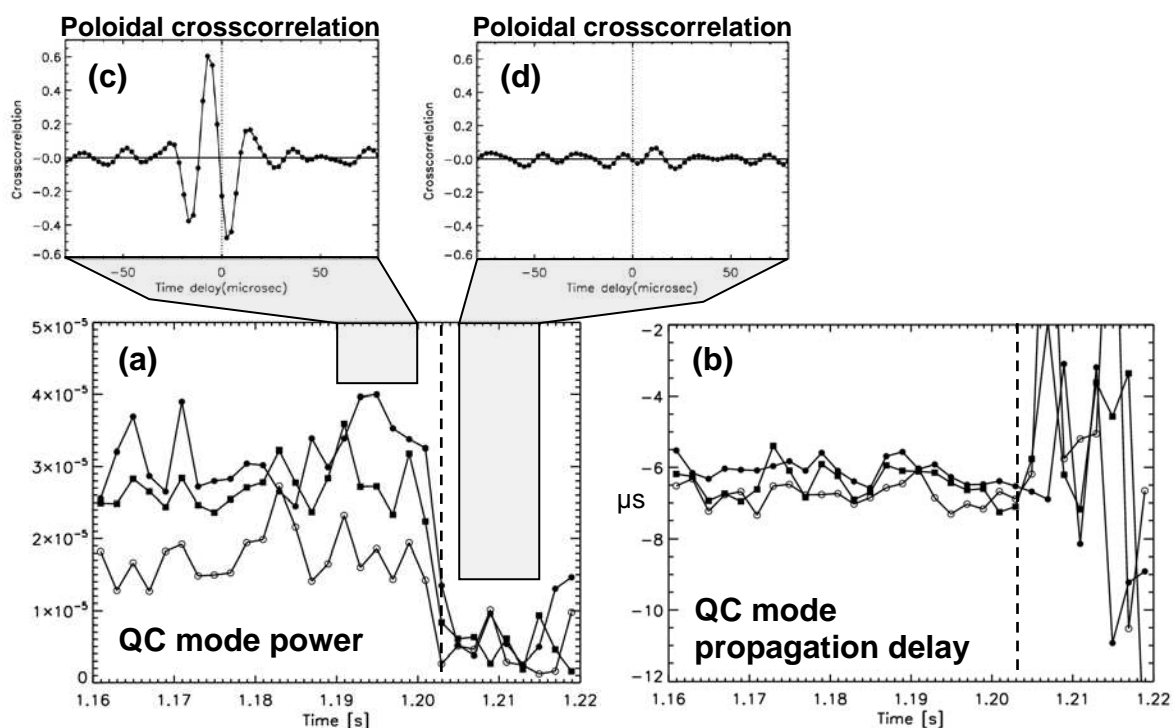 Poloidal crosscorrelation
Poloidal crosscorrelation
(c)
0.6
0.4
0.2
-0.0
-0.2
-0.4
-0.6
Crosscorrelation
-50
0
50
Time delay(microsec)
(d)
0.6
0.4
0.2
-0.0
-0.2
-0.4
-0.6
Crosscorrelation
-50
0
50
Time delay(microsec)
(a)
5×10⁻⁵
4×10⁻⁵
3×10⁻⁵
2×10⁻⁵
1×10⁻⁵
0
QC mode power
1.16
1.17
1.18
1.19
1.20
1.21
1.22
Time [s]
(b)
-2
-4
-6
-8
-10
-12
μs
QC mode
propagation delay
1.16
1.17
1.18
1.19
1.20
1.21
1.22
Time [s]